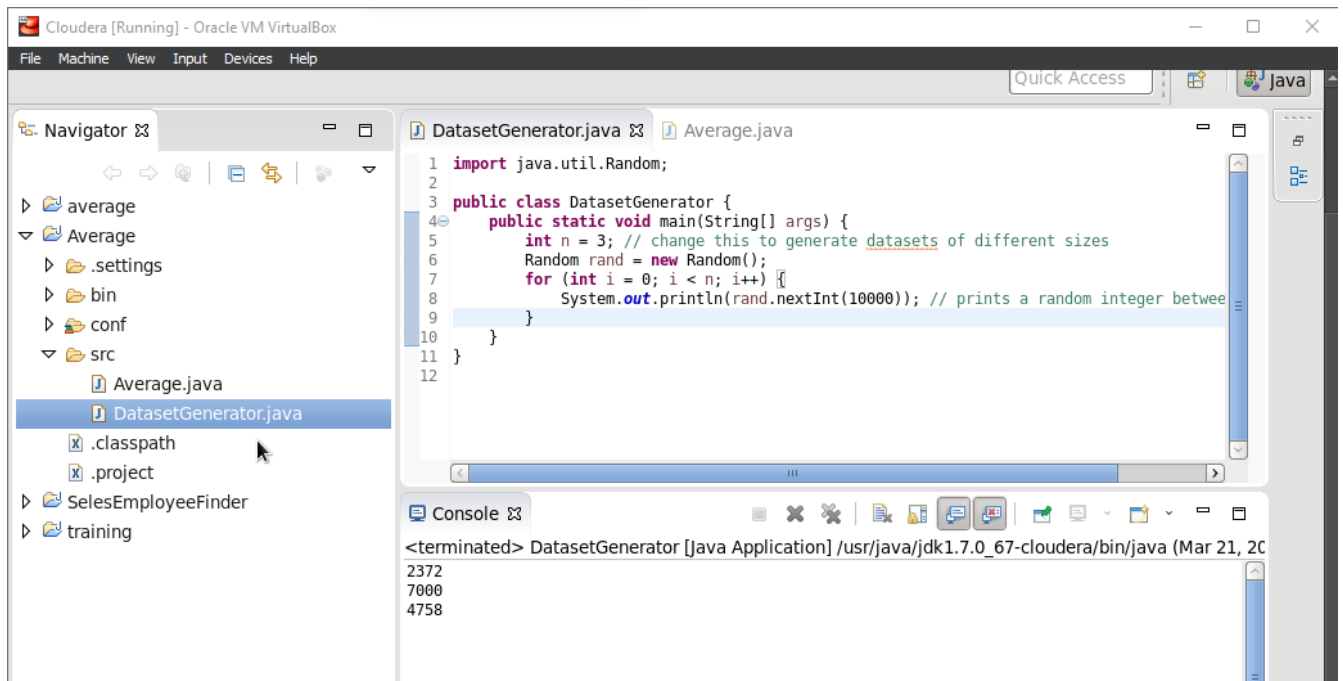 Cloudera [Running] - Oracle VM VirtualBox
File Machine View Input Devices Help
Quick Access
Java
Navigator
average
Average
.settings
bin
conf
src
Average.java
DatasetGenerator.java
.classpath
.project
SelesEmployeeFinder
training
DatasetGenerator.java Average.java
1 import java.util.Random;
2
3 public class DatasetGenerator {
4 public static void main(String[] args) {
5 int n = 3; // change this to generate datasets of different sizes
6 Random rand = new Random();
7 for (int i = 0; i < n; i++) {
8 System.out.println(rand.nextInt(10000)); // prints a random integer betwee
9 }
10 }
11 }
12
Console
<terminated> DatasetGenerator [Java Application] /usr/java/jdk1.7.0_67-cloudera/bin/java (Mar 21, 20
2372
7000
4758